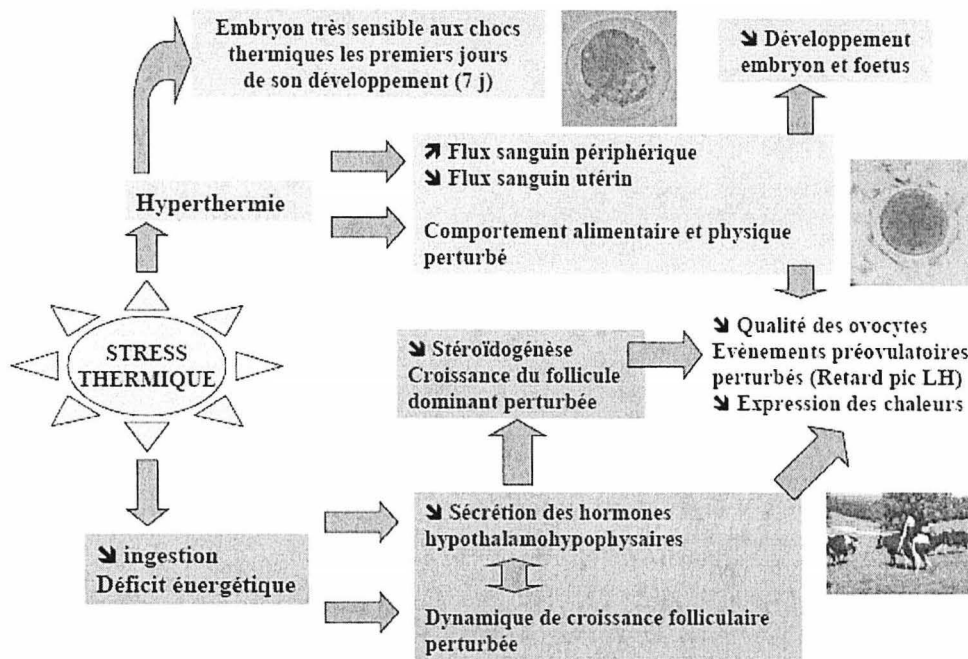 Embryon très sensible aux chocs
thermiques les premiers jours
de son développement (7 j)
↘ Développement
embryon et foetus
↗ Flux sanguin périphérique
↘ Flux sanguin utérin
Hyperthermie
Comportement alimentaire et physique
perturbé
STRESS
THERMIQUE
↘ Stéroïdogénèse
Croissance du follicule
dominant perturbée
↘ Qualité des ovocytes
Evènements préovulatoires
perturbés (Retard pic LH)
↘ Expression des chaleurs
↘ ingestion
Déficit énergétique
↘ Sécrétion des hormones
hypothalamohypophysaires
Dynamique de croissance folliculaire
perturbée